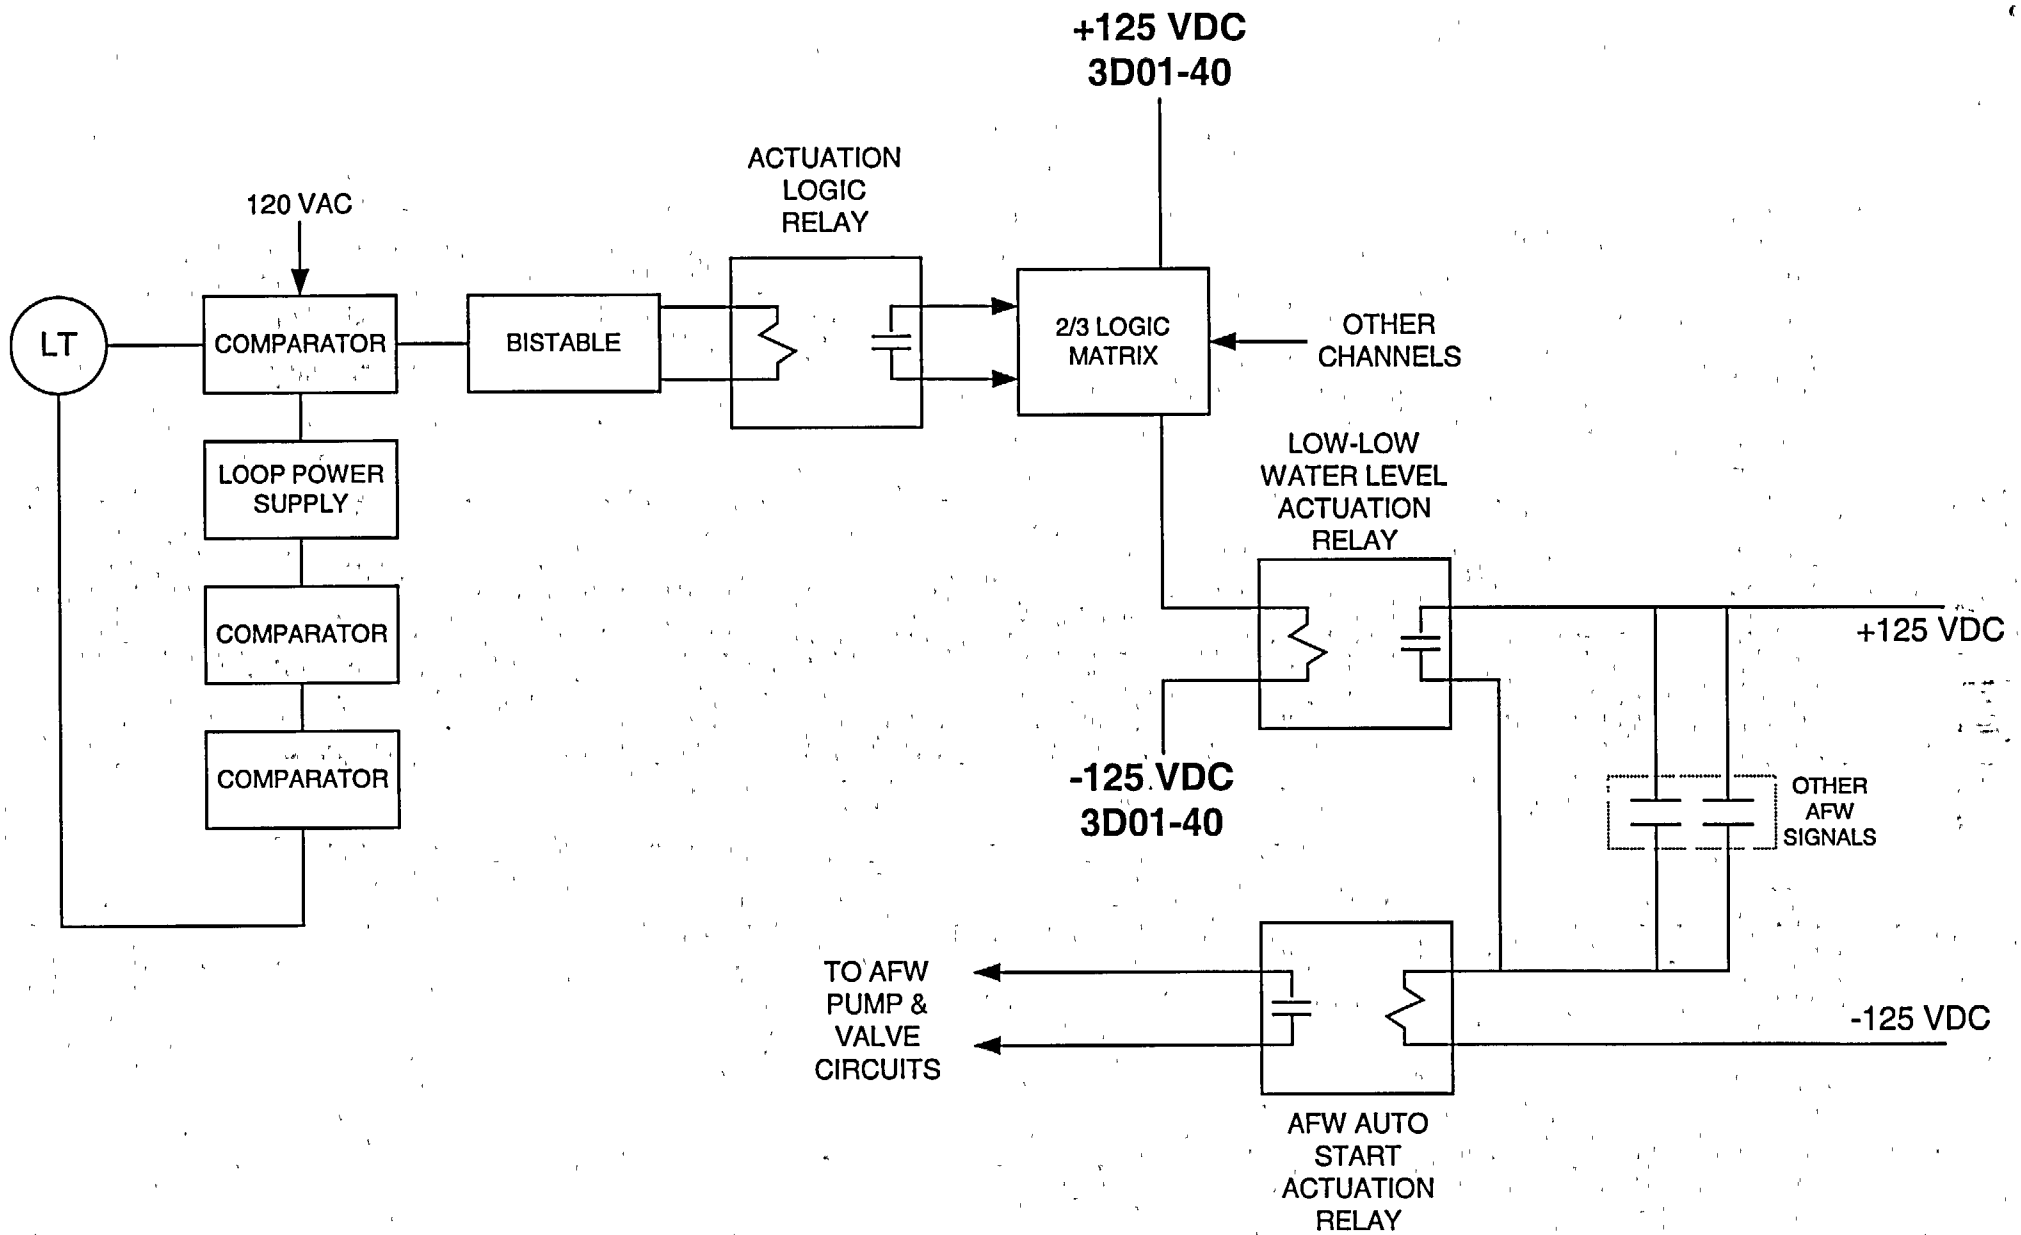 +125 VDC
3D01-40
ACTUATION
LOGIC
RELAY
120 VAC
LT
COMPARATOR
BISTABLE
2/3 LOGIC
MATRIX
OTHER
CHANNELS
LOOP POWER
SUPPLY
LOW-LOW
WATER LEVEL
ACTUATION
RELAY
COMPARATOR
+125 VDC
COMPARATOR
-125 VDC
3D01-40
OTHER
AFW
SIGNALS
TO AFW
PUMP &
VALVE
CIRCUITS
-125 VDC
AFW AUTO
START
ACTUATION
RELAY